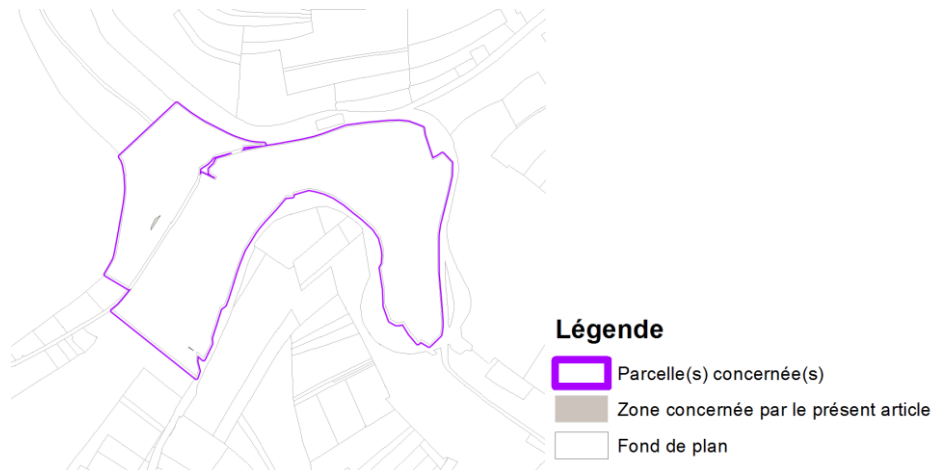 Légende
Parcelle(s) concernée(s)
Zone concernée par le présent article
Fond de plan